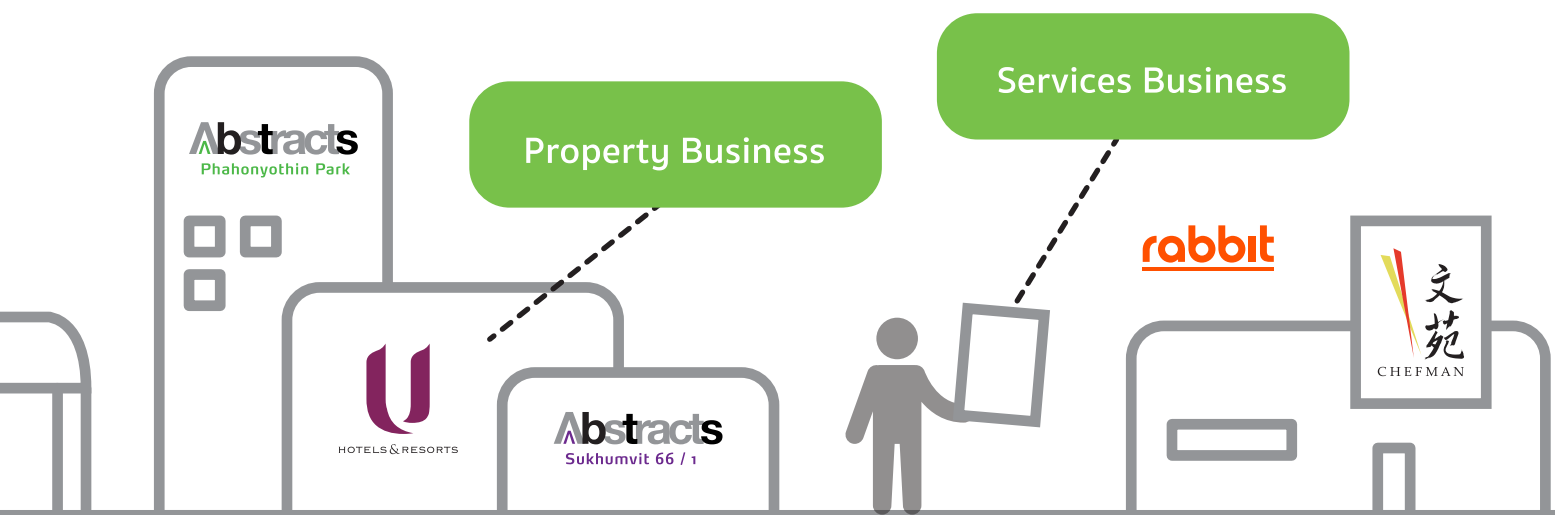 Services Business
Property Business
Abstracts
Phahonyothin Park
rabbit
文
苑
CHEFMAN
U
HOTELS & RESORTS
Abstracts
Sukhumvit 66 / 1